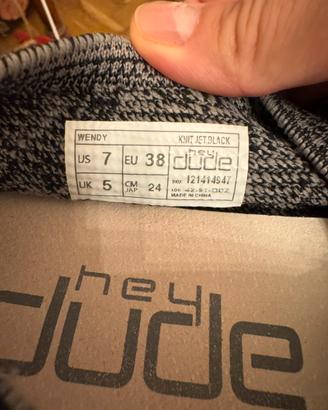 WENDY KNIT JET BLACK
US 7 EU 38 hey dude
UK 5 CM JAP 24
SKU: 121414947
MADE IN CHINA
hey
dude